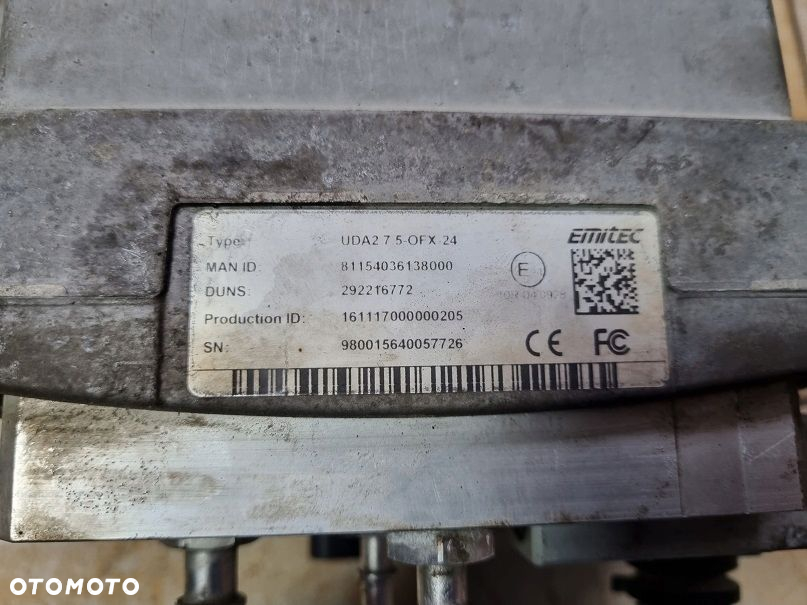 Type: UDA2 7.5-OFX-24
EMITEC
MAN ID: 81154036138000
E
DUNS: 292216772
Production ID: 161117000000205
SN: 980015640057726
CE FC
OTOMOTO